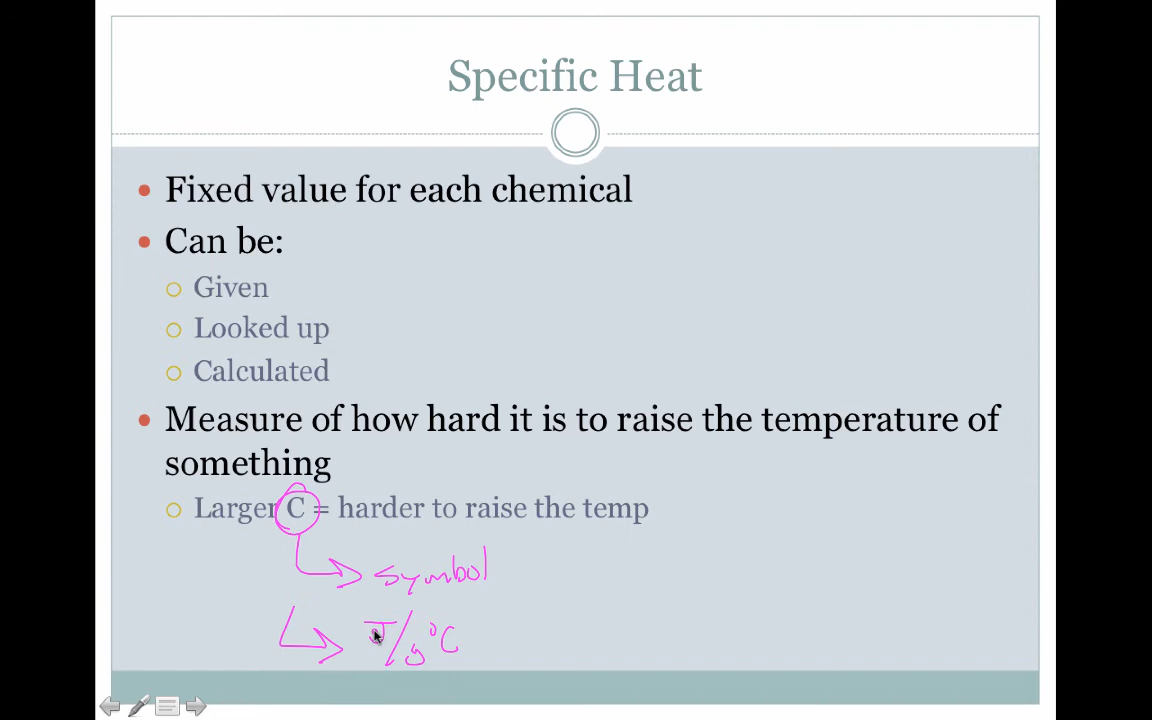 Specific Heat
Fixed value for each chemical
Can be:
Given
Looked up
Calculated
Measure of how hard it is to raise the temperature of
something
Larger C = harder to raise the temp
symbol
J/g°C